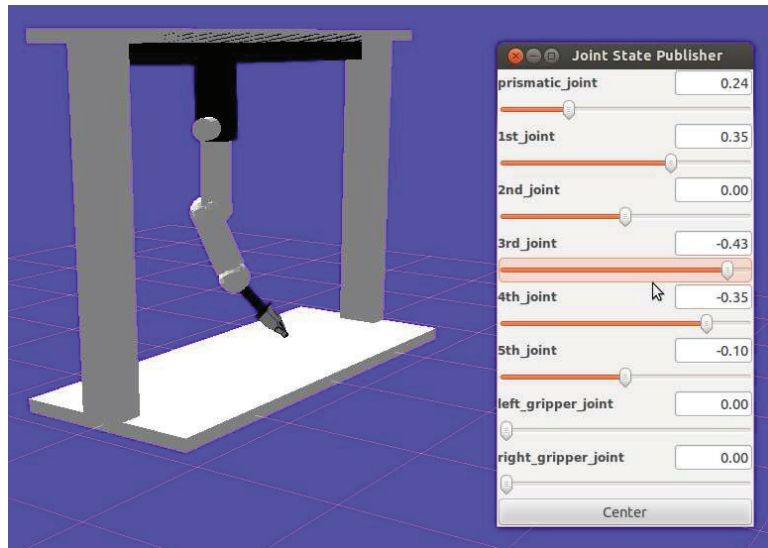 Joint State Publisher
prismatic_joint 0.24
1st_joint 0.35
2nd_joint 0.00
3rd_joint -0.43
4th_joint -0.35
5th_joint -0.10
left_gripper_joint 0.00
right_gripper_joint 0.00
Center